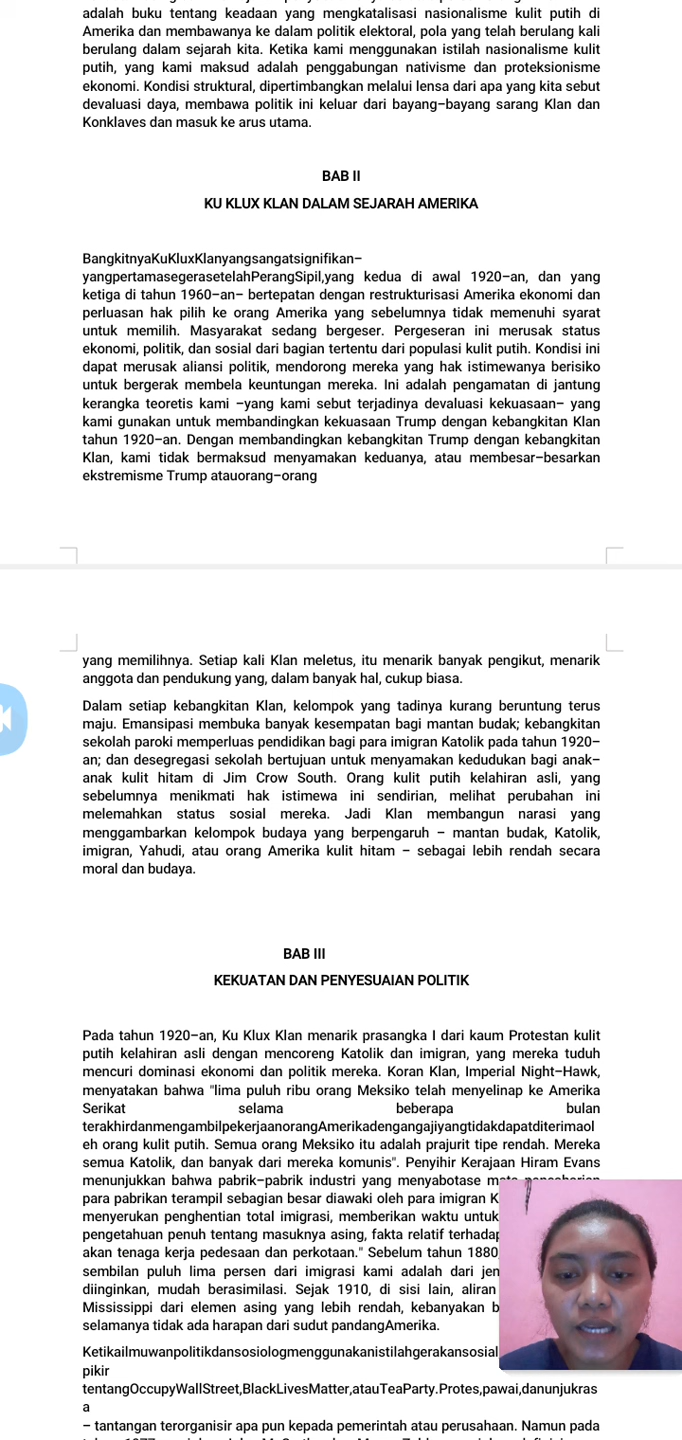 adalah buku tentang keadaan yang mengkatalisasi nasionalisme kulit putih di
Amerika dan membawanya ke dalam politik elektoral, pola yang telah berulang kali
berulang dalam sejarah kita. Ketika kami menggunakan istilah nasionalisme kulit
putih, yang kami maksud adalah penggabungan nativisme dan proteksionisme
ekonomi. Kondisi struktural, dipertimbangkan melalui lensa dari apa yang kita sebut
devaluasi daya, membawa politik ini keluar dari bayang–bayang sarang Klan dan
Konklaves dan masuk ke arus utama.
BAB II
KU KLUX KLAN DALAM SEJARAH AMERIKA
BangkitnyaKuKluxKlanyangsangatsignifikan–
yangpertamasegerasetelahPerangSipil,yang kedua di awal 1920–an, dan yang
ketiga di tahun 1960–an– bertepatan dengan restrukturisasi Amerika ekonomi dan
perluasan hak pilih ke orang Amerika yang sebelumnya tidak memenuhi syarat
untuk memilih. Masyarakat sedang bergeser. Pergeseran ini merusak status
ekonomi, politik, dan sosial dari bagian tertentu dari populasi kulit putih. Kondisi ini
dapat merusak aliansi politik, mendorong mereka yang hak istimewanya berisiko
untuk bergerak membela keuntungan mereka. Ini adalah pengamatan di jantung
kerangka teoretis kami –yang kami sebut terjadinya devaluasi kekuasaan– yang
kami gunakan untuk membandingkan kekuasaan Trump dengan kebangkitan Klan
tahun 1920–an. Dengan membandingkan kebangkitan Trump dengan kebangkitan
Klan, kami tidak bermaksud menyamakan keduanya, atau membesar–besarkan
ekstremisme Trump atauorang–orang
yang memilihnya. Setiap kali Klan meletus, itu menarik banyak pengikut, menarik
anggota dan pendukung yang, dalam banyak hal, cukup biasa.
Dalam setiap kebangkitan Klan, kelompok yang tadinya kurang beruntung terus
maju. Emansipasi membuka banyak kesempatan bagi mantan budak; kebangkitan
sekolah paroki memperluas pendidikan bagi para imigran Katolik pada tahun 1920–
an; dan desegregasi sekolah bertujuan untuk menyamakan kedudukan bagi anak–
anak kulit hitam di Jim Crow South. Orang kulit putih kelahiran asli, yang
sebelumnya menikmati hak istimewa ini sendirian, melihat perubahan ini
melemahkan status sosial mereka. Jadi Klan membangun narasi yang
menggambarkan kelompok budaya yang berpengaruh – mantan budak, Katolik,
imigran, Yahudi, atau orang Amerika kulit hitam – sebagai lebih rendah secara
moral dan budaya.
BAB III
KEKUATAN DAN PENYESUAIAN POLITIK
Pada tahun 1920–an, Ku Klux Klan menarik prasangka I dari kaum Protestan kulit
putih kelahiran asli dengan mencoreng Katolik dan imigran, yang mereka tuduh
mencuri dominasi ekonomi dan politik mereka. Koran Klan, Imperial Night–Hawk,
menyatakan bahwa "lima puluh ribu orang Meksiko telah menyelinap ke Amerika
Serikat selama beberapa bulan
terakhirdanmengambilpekerjaanorangAmerikadengangajiyangtidakdapatditerimaol
eh orang kulit putih. Semua orang Meksiko itu adalah prajurit tipe rendah. Mereka
semua Katolik, dan banyak dari mereka komunis". Penyihir Kerajaan Hiram Evans
menunjukkan bahwa pabrik–pabrik industri yang menyabotase mata pencaharian
para pabrikan terampil sebagian besar diawaki oleh para imigran K
menyerukan penghentian total imigrasi, memberikan waktu untuk
pengetahuan penuh tentang masuknya asing, fakta relatif terhadap
akan tenaga kerja pedesaan dan perkotaan." Sebelum tahun 1880,
sembilan puluh lima persen dari imigrasi kami adalah dari jen
diinginkan, mudah berasimilasi. Sejak 1910, di sisi lain, aliran
Mississippi dari elemen asing yang lebih rendah, kebanyakan b
selamanya tidak ada harapan dari sudut pandangAmerika.
Ketikailmuwanpolitikdansosiologmenggunakanistilahgerakansosial
pikir
tentangOccupyWallStreet,BlackLivesMatter,atauTeaParty.Protes,pawai,danunjukras
a
– tantangan terorganisir apa pun kepada pemerintah atau perusahaan. Namun pada